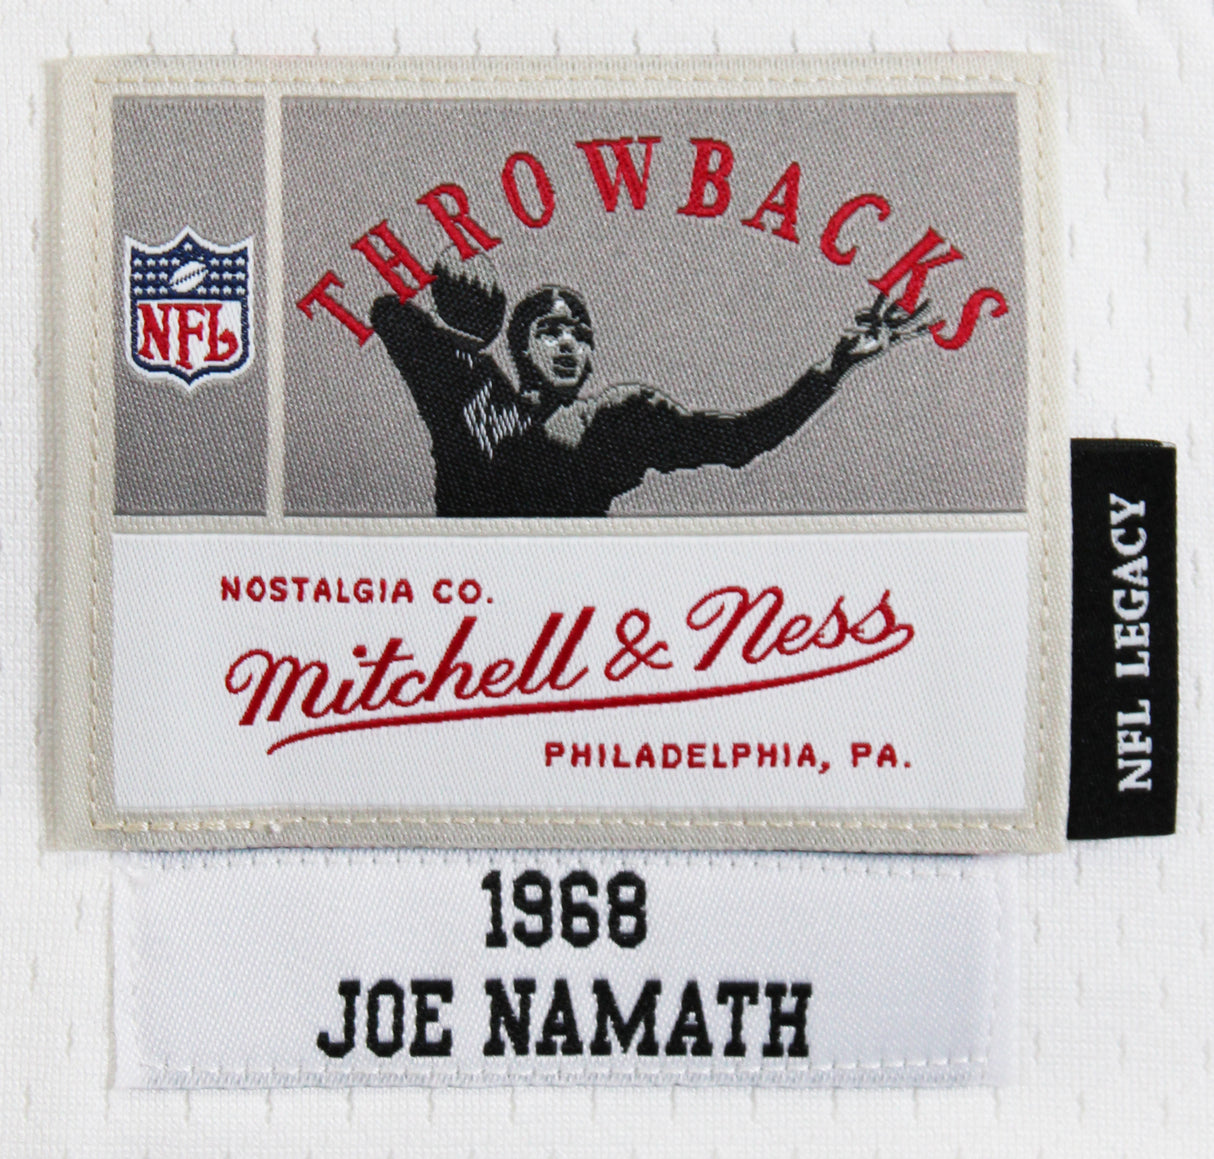 THROWBACKS
NFL
NOSTALGIA CO.
Mitchell & Ness
PHILADELPHIA, PA.
NFL LEGACY
1968
JOE NAMATH